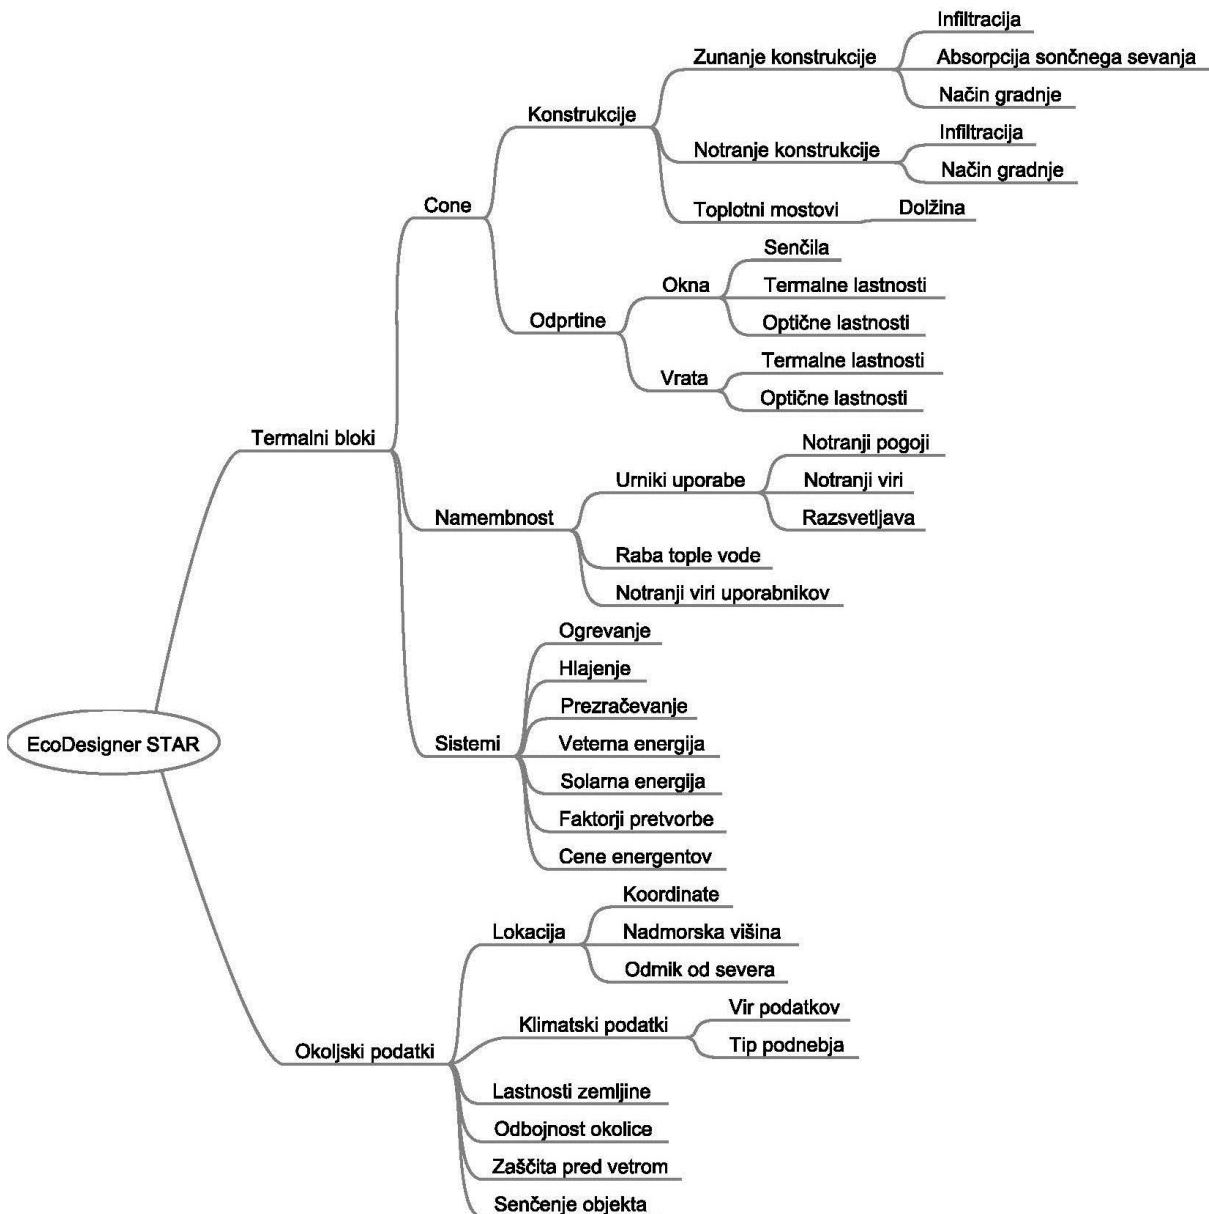 Infiltracija
Zunanje konstrukcije
Absorpcija sončnega sevanja
Način gradnje
Konstrukcije
Infiltracija
Notranje konstrukcije
Način gradnje
Cone
Toplotni mostovi
Dolžina
Senčila
Okna
Termalne lastnosti
Odprtine
Optične lastnosti
Termalne lastnosti
Vrata
Optične lastnosti
Termalni bloki
Notranji pogoji
Urniki uporabe
Notranji viri
Namembnost
Razsvetljava
Raba tople vode
Notranji viri uporabnikov
Ogrevanje
Hlajenje
Prezračevanje
Sistemi
Veterna energija
EcoDesigner STAR
Solarna energija
Faktorji pretvorbe
Cene energentov
Koordinate
Lokacija
Nadmorska višina
Odmik od severa
Vir podatkov
Klimatski podatki
Tip podnebja
Okoljski podatki
Lastnosti zemljine
Odbojnost okolice
Zaščita pred vetrom
Senčenje objekta